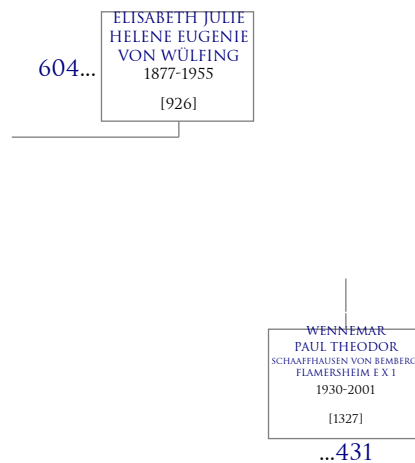 ELISABETH JULIE
HELENE EUGENIE
VON WÜLFING
604...
1877-1955
[926]
WENNEMAR
PAUL THEODOR
SCHAAFFHAUSEN VON BEMBERG
FLAMERSHEIM E X 1
1930-2001
[1327]
...431